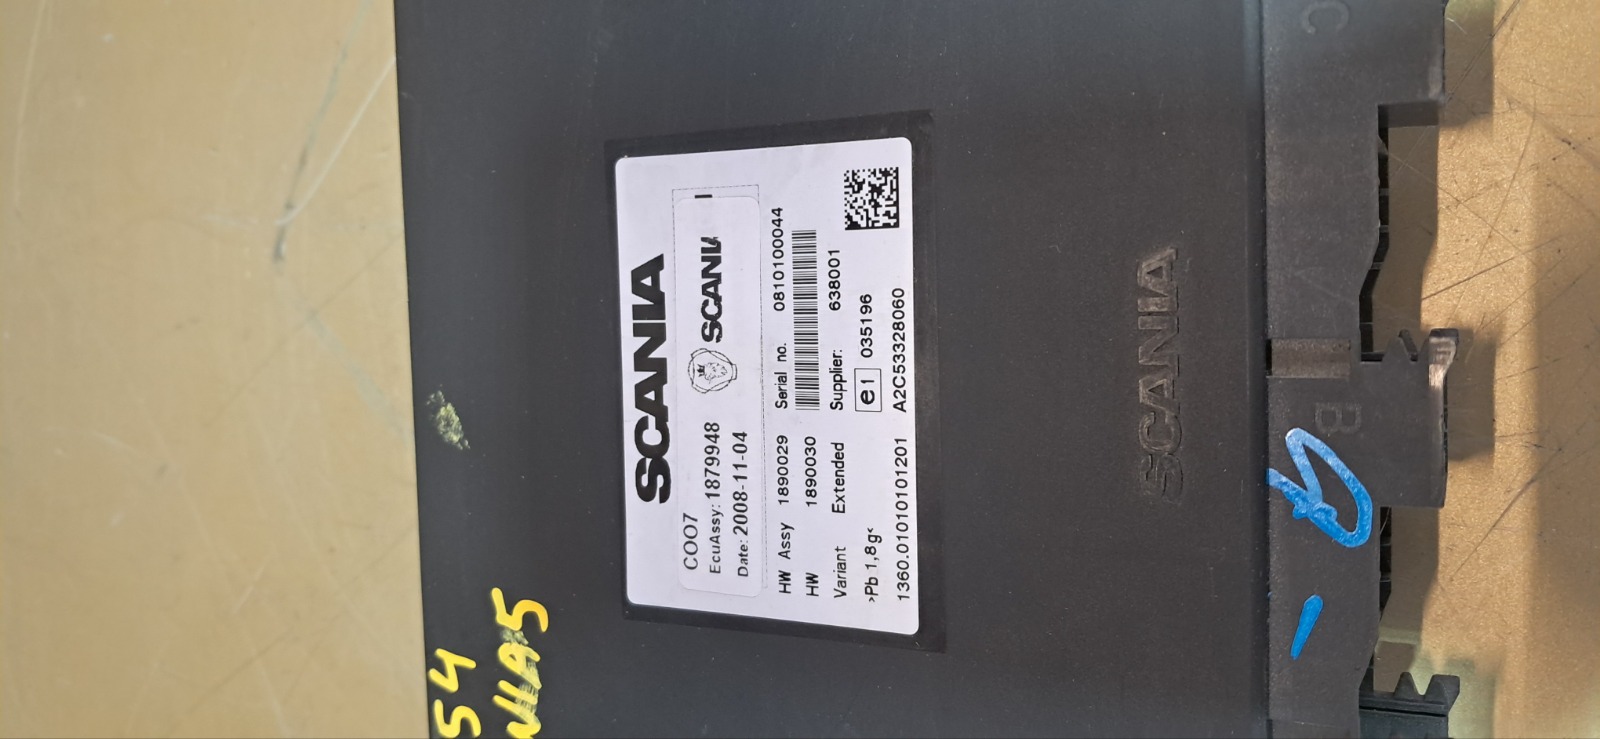 SCANIA
COO7
EcuAssy: 1879948
SCANIA
Date: 2008-11-04
HW Assy 1890029 Serial no. 0810100044
HW 1890030
Variant Extended Supplier: 638001
>Pb 1,8g< e1 035196
1360.01010101201 A2C53328060
SCANIA
B
C
54